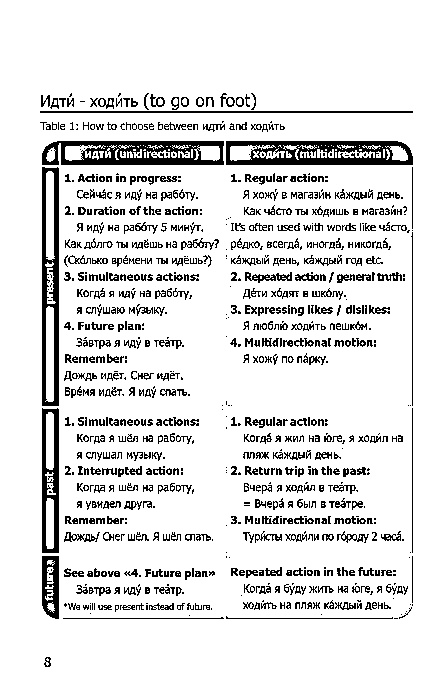 Идти́ - ходи́ть (to go on foot)
Table 1: How to choose between идти́ and ходи́ть
идти́ (unidirectional)
ходи́ть (multidirectional)
present
1. Action in progress:
Сейча́с я иду́ на рабо́ту.
2. Duration of the action:
Я иду́ на рабо́ту 5 мину́т.
Как до́лго ты идёшь на рабо́ту?
(Ско́лько вре́мени ты идёшь?)
3. Simultaneous actions:
Когда́ я иду́ на рабо́ту,
я слу́шаю му́зыку.
4. Future plan:
За́втра я иду́ в теа́тр.
Remember:
Дождь идёт. Снег идёт.
Вре́мя идёт. Я иду́ спать.
1. Regular action:
Я хожу́ в магази́н ка́ждый день.
Как ча́сто ты хо́дишь в магази́н?
It's often used with words like ча́сто,
ре́дко, всегда́, иногда́, никогда́,
ка́ждый день, ка́ждый год etc.
2. Repeated action / general truth:
Де́ти хо́дят в шко́лу.
3. Expressing likes / dislikes:
Я люблю́ ходи́ть пешко́м.
4. Multidirectional motion:
Я хожу́ по па́рку.
past
1. Simultaneous actions:
Когда я шёл на работу,
я слушал музыку.
2. Interrupted action:
Когда я шёл на работу,
я увидел друга.
Remember:
Дождь/ Снег шёл. Я шёл спать.
1. Regular action:
Когда́ я жил на ю́ге, я ходи́л на
пляж ка́ждый день.
2. Return trip in the past:
Вчера́ я ходи́л в теа́тр.
= Вчера́ я был в теа́тре.
3. Multidirectional motion:
Тури́сты ходи́ли по го́роду 2 часа́.
future
See above «4. Future plan»
За́втра я иду́ в теа́тр.
*We will use present instead of future.
Repeated action in the future:
Когда́ я бу́ду жить на ю́ге, я бу́ду
ходи́ть на пляж ка́ждый день.
8